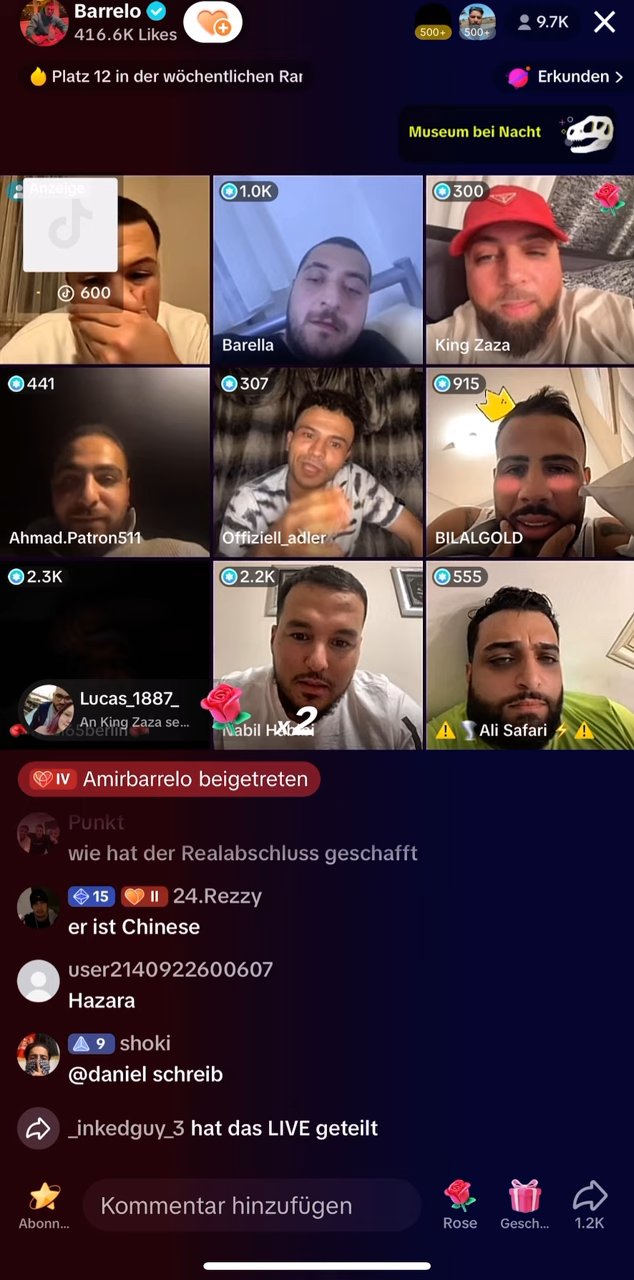 Barrelo
416.6K Likes
500+
500+
9.7K
Platz 12 in der wöchentlichen Rar
Erkunden >
Museum bei Nacht
Anzeige
600
1.0K
Barella
300
King Zaza
441
Ahmad.Patron511
307
Offiziell_adler
915
BILALGOLD
2.3K
Lucas_1887_
An King Zaza se...
65berlin
2.2K
x2
Nabil
555
Ali Safari
IV Amirbarrelo beigetreten
Punkt
wie hat der Realabschluss geschafft
15 II 24.Rezzy
er ist Chinese
user2140922600607
Hazara
9 shoki
@daniel schreib
_inkedguy_3 hat das LIVE geteilt
Abonn...
Kommentar hinzufügen
Rose
Gesch...
1.2K